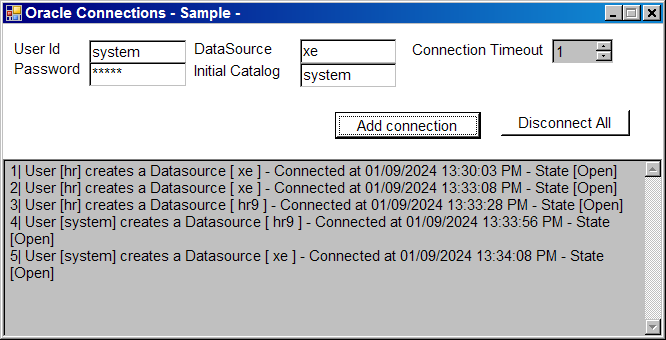 Oracle Connections - Sample -
User Id system DataSource xe Connection Timeout 1
Password ***** Initial Catalog system
Add connection Disconnect All
1| User [hr] creates a Datasource [ xe ] - Connected at 01/09/2024 13:30:03 PM - State [Open]
2| User [hr] creates a Datasource [ xe ] - Connected at 01/09/2024 13:33:08 PM - State [Open]
3| User [hr] creates a Datasource [ hr9 ] - Connected at 01/09/2024 13:33:28 PM - State [Open]
4| User [system] creates a Datasource [ hr9 ] - Connected at 01/09/2024 13:33:56 PM - State
[Open]
5| User [system] creates a Datasource [ xe ] - Connected at 01/09/2024 13:34:08 PM - State
[Open]